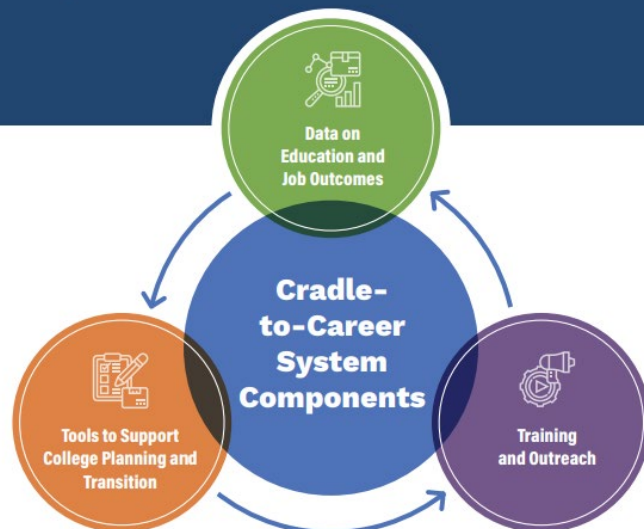 Data on
Education and
Job Outcomes
Cradle-
to-Career
System
Components
Tools to Support
College Planning and
Transition
Training
and Outreach